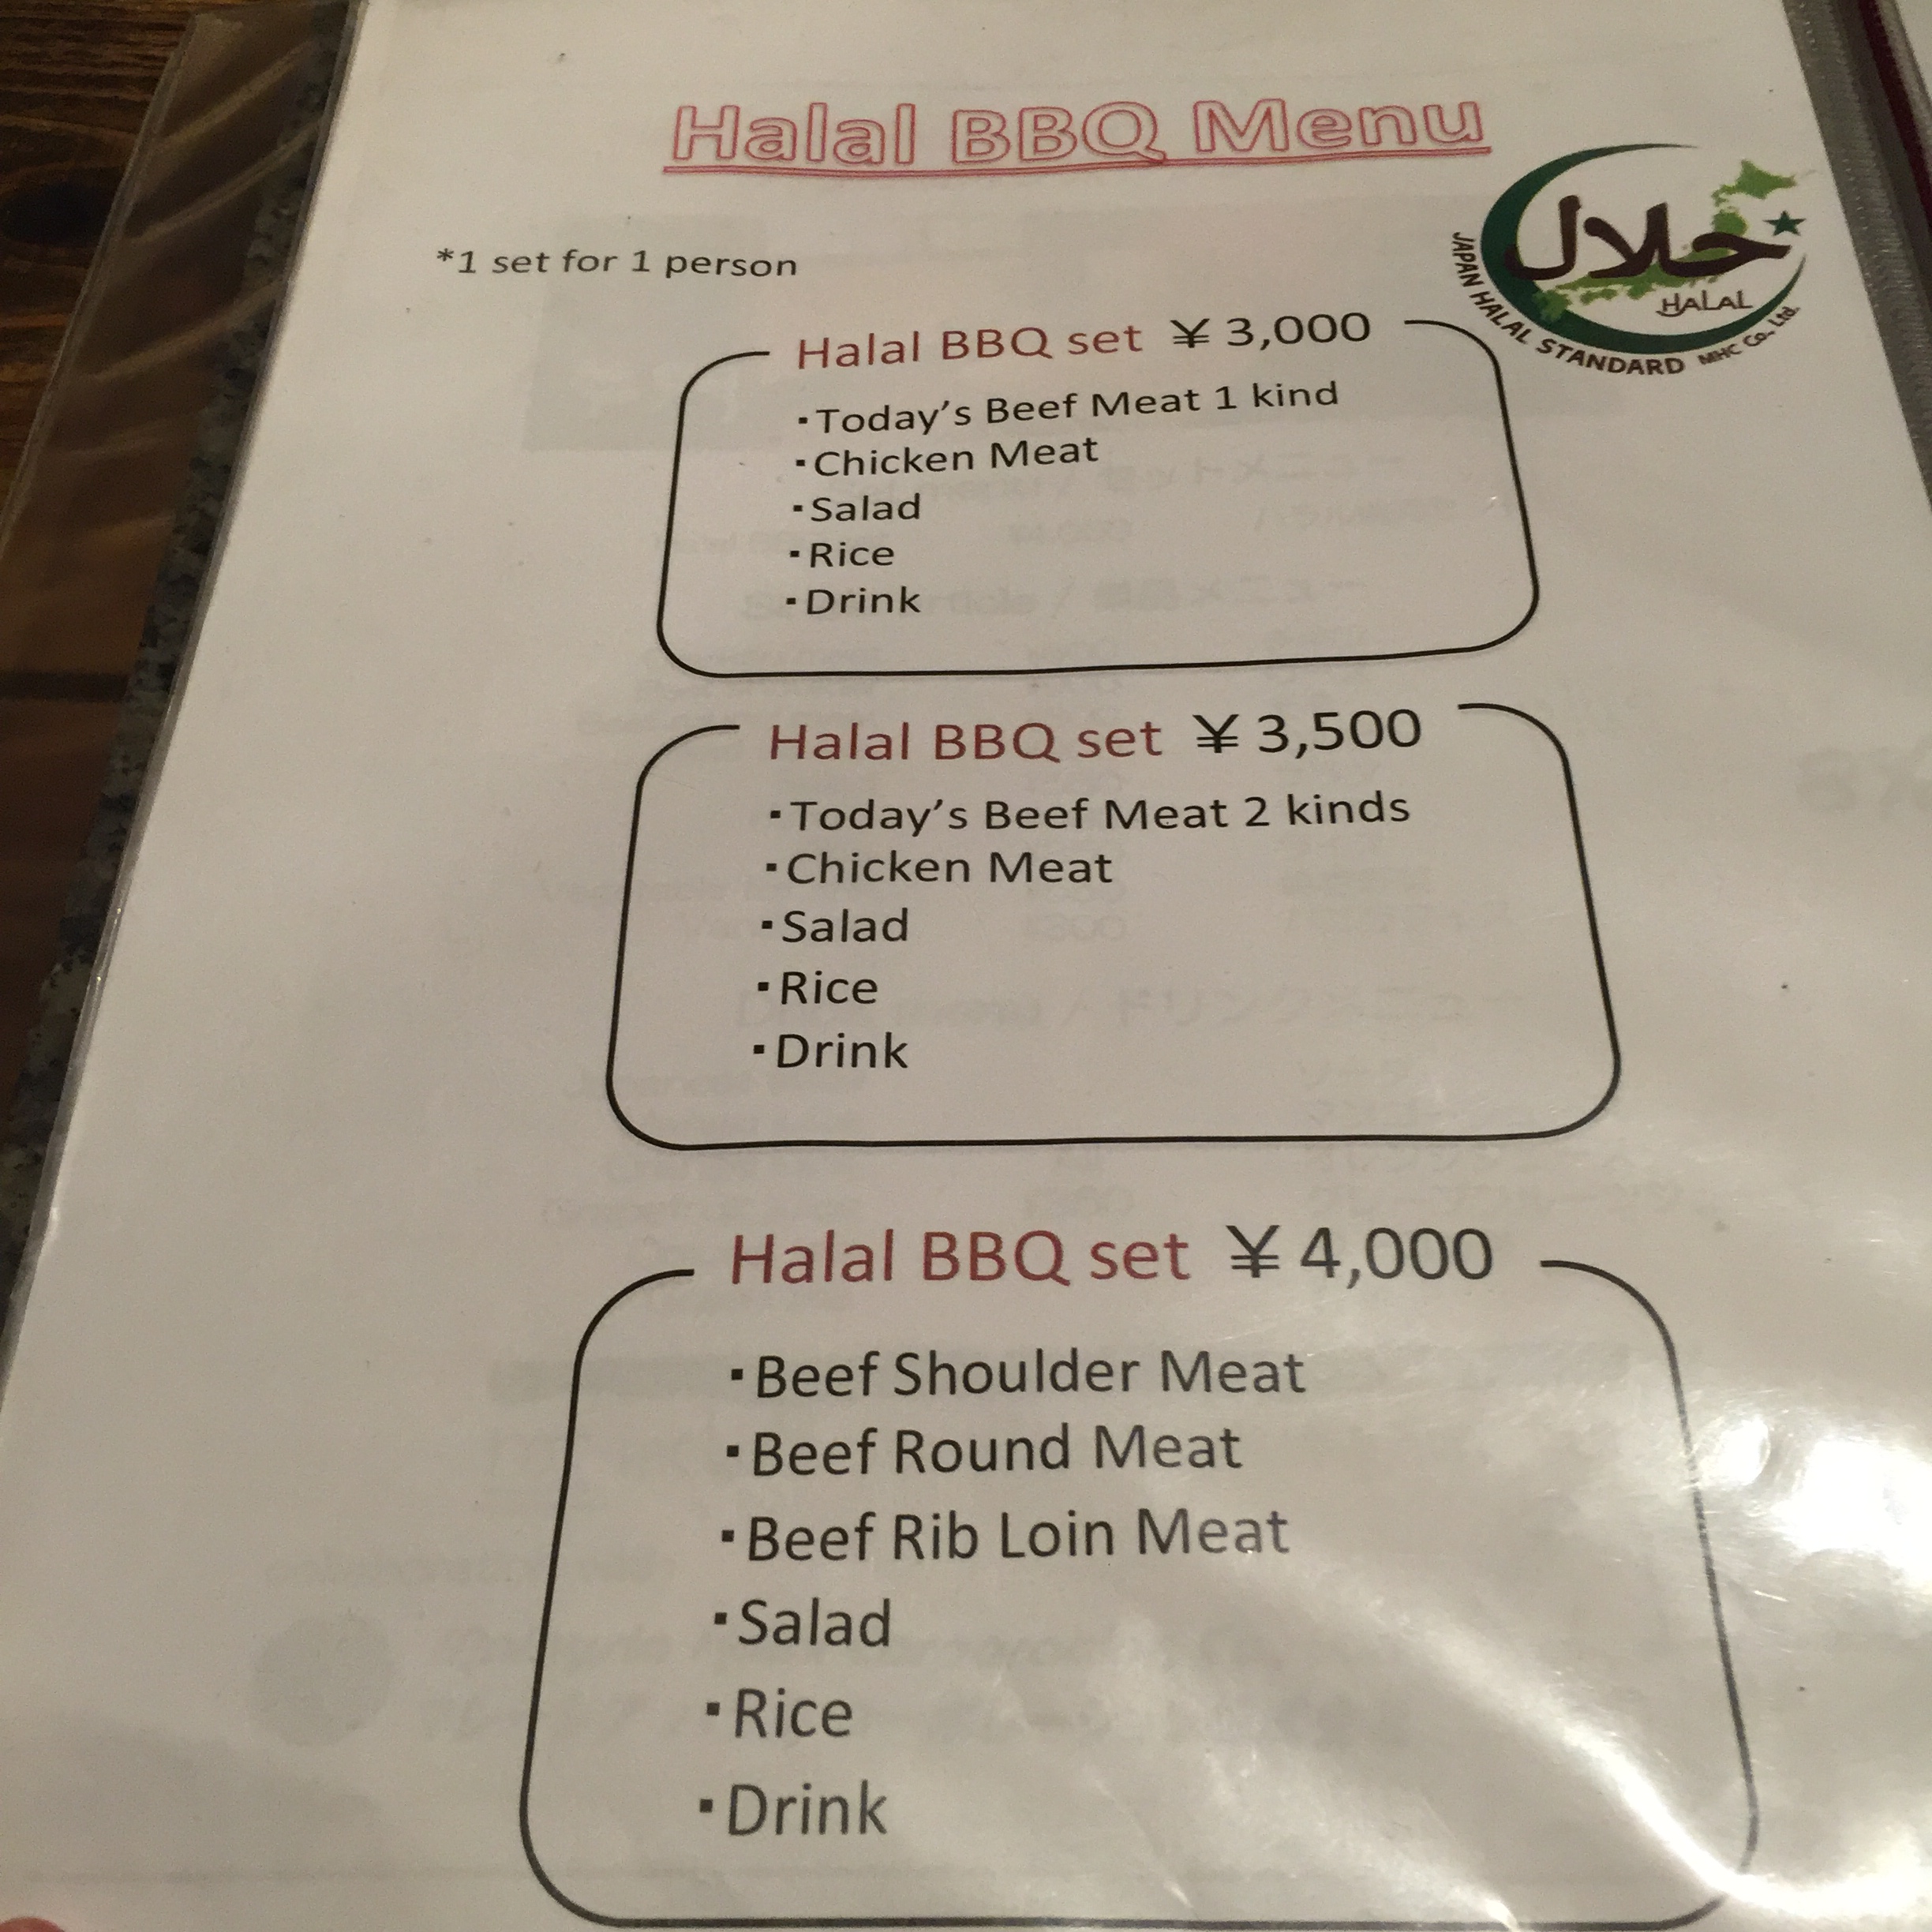 Halal BBQ Menu
حلال
HALAL
JAPAN HALAL STANDARD MHC Co., Ltd.
*1 set for 1 person
Halal BBQ set ¥3,000
・Today's Beef Meat 1 kind
・Chicken Meat
・Salad
・Rice
・Drink
Halal BBQ set ¥3,500
・Today's Beef Meat 2 kinds
・Chicken Meat
・Salad
・Rice
・Drink
Halal BBQ set ¥4,000
・Beef Shoulder Meat
・Beef Round Meat
・Beef Rib Loin Meat
・Salad
・Rice
・Drink